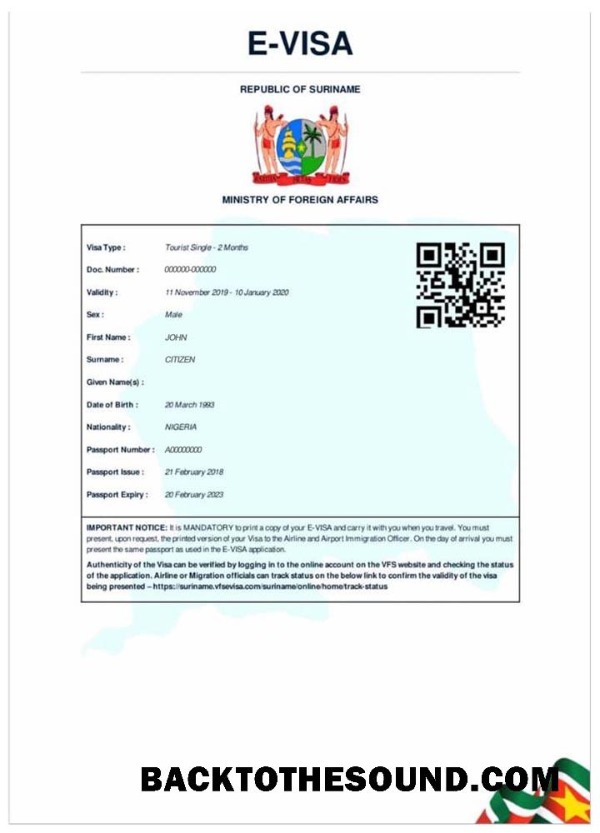 E-VISA
REPUBLIC OF SURINAME
MINISTRY OF FOREIGN AFFAIRS
Visa Type : Tourist Single - 2 Months
Doc. Number : 000000-000000
Validity : 11 November 2019 - 10 January 2020
Sex : Male
First Name : JOHN
Surname : CITIZEN
Given Name(s) :
Date of Birth : 20 March 1993
Nationality : NIGERIA
Passport Number : A00000000
Passport Issue : 21 February 2018
Passport Expiry : 20 February 2023
IMPORTANT NOTICE: It is MANDATORY to print a copy of your E-VISA and carry it with you when you travel. You must
present, upon request, the printed version of your Visa to the Airline and Airport Immigration Officer. On the day of arrival you must
present the same passport as used in the E-VISA application.
Authenticity of the Visa can be verified by logging in to the online account on the VFS website and checking the status
of the application. Airline or Migration officials can track status on the below link to confirm the validity of the visa
being presented – https://suriname.vfsevisa.com/suriname/online/home/track-status
BACKTOTHESOUND.COM